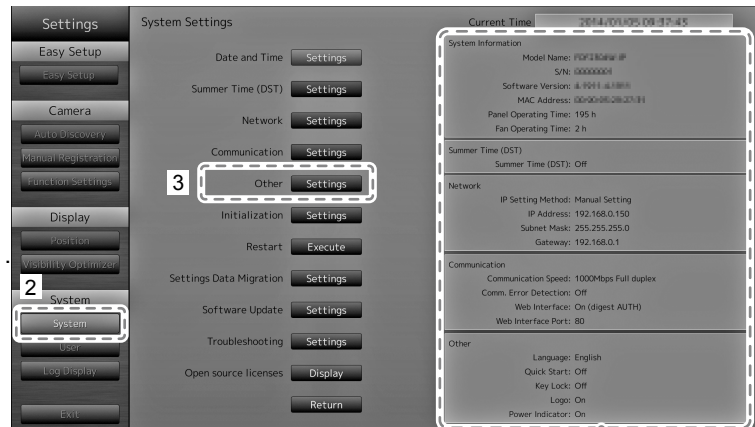 Settings
System Settings
Current Time
Easy Setup
Easy Setup
Camera
Auto Discovery
Manual Registration
Function Settings
Display
Position
Visibility Optimizer
2
System
System
User
Log Display
Exit
Date and Time Settings
Summer Time (DST) Settings
Network Settings
Communication Settings
3 Other Settings
Initialization Settings
Restart Execute
Settings Data Migration Settings
Software Update Settings
Troubleshooting Settings
Open source licenses Display
Return
System Information
Model Name:
S/N: 00000001
Software Version:
MAC Address:
Panel Operating Time: 195 h
Fan Operating Time: 2 h
Summer Time (DST)
Summer Time (DST): Off
Network
IP Setting Method: Manual Setting
IP Address: 192.168.0.150
Subnet Mask: 255.255.255.0
Gateway: 192.168.0.1
Communication
Communication Speed: 1000Mbps Full duplex
Comm. Error Detection: Off
Web Interface: On (digest AUTH)
Web Interface Port: 80
Other
Language: English
Quick Start: Off
Key Lock: Off
Logo: On
Power Indicator: On